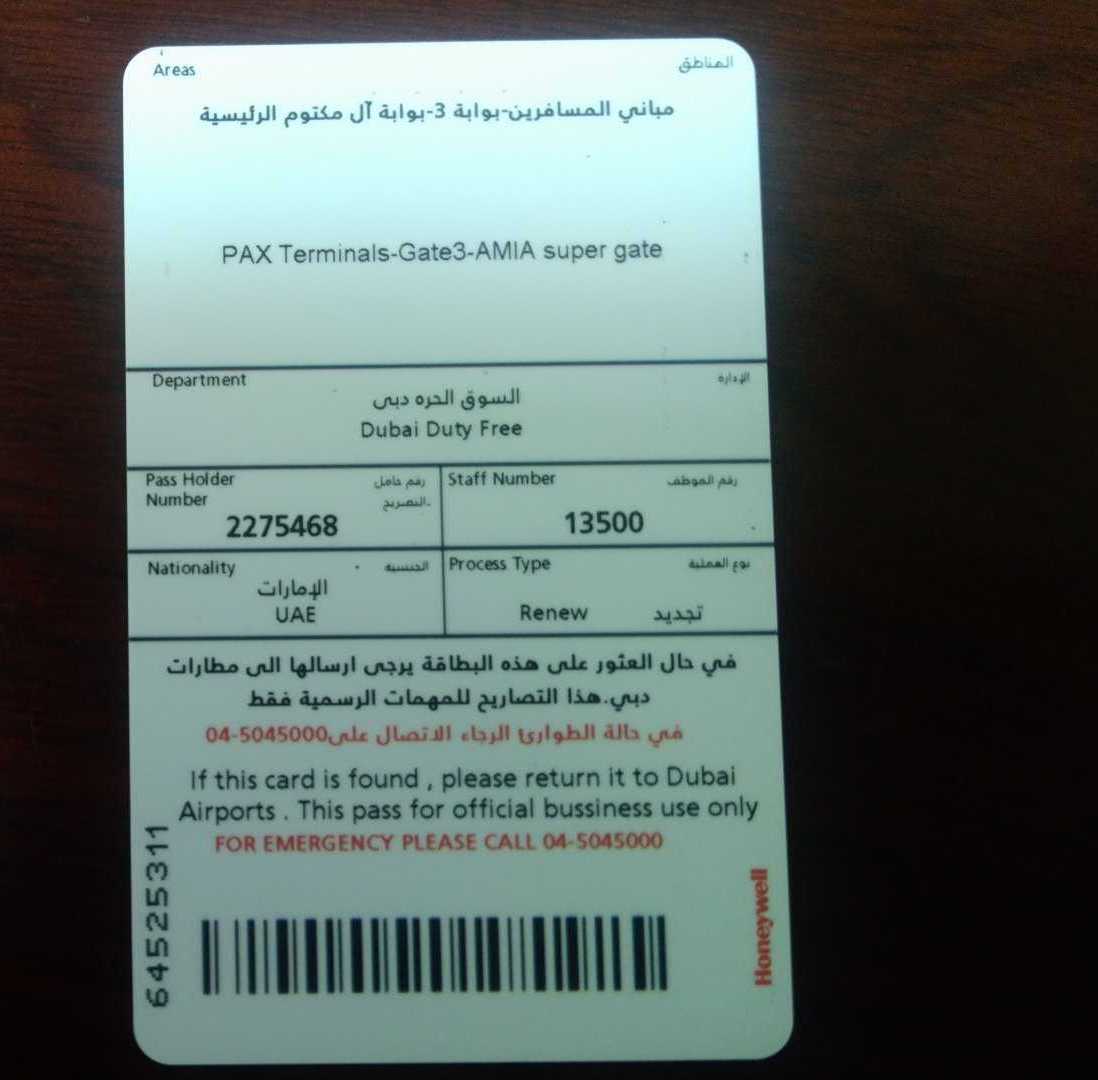 Areas
المناطق
مباني المسافرين-بوابة 3-بوابة آل مكتوم الرئيسية
PAX Terminals-Gate3-AMIA super gate
Department
الإدارة
السوق الحره دبى
Dubai Duty Free
Pass Holder
Number
رقم حامل
التصريح
2275468
Staff Number
رقم الموظف
13500
Nationality
الجنسية
الإمارات
UAE
Process Type
نوع العملية
Renew تجديد
في حال العثور على هذه البطاقة يرجى ارسالها الى مطارات
دبي.هذا التصاريح للمهمات الرسمية فقط
في حالة الطوارئ الرجاء الاتصال على04-5045000
If this card is found , please return it to Dubai
Airports . This pass for official bussiness use only
FOR EMERGENCY PLEASE CALL 04-5045000
64525311
Honeywell